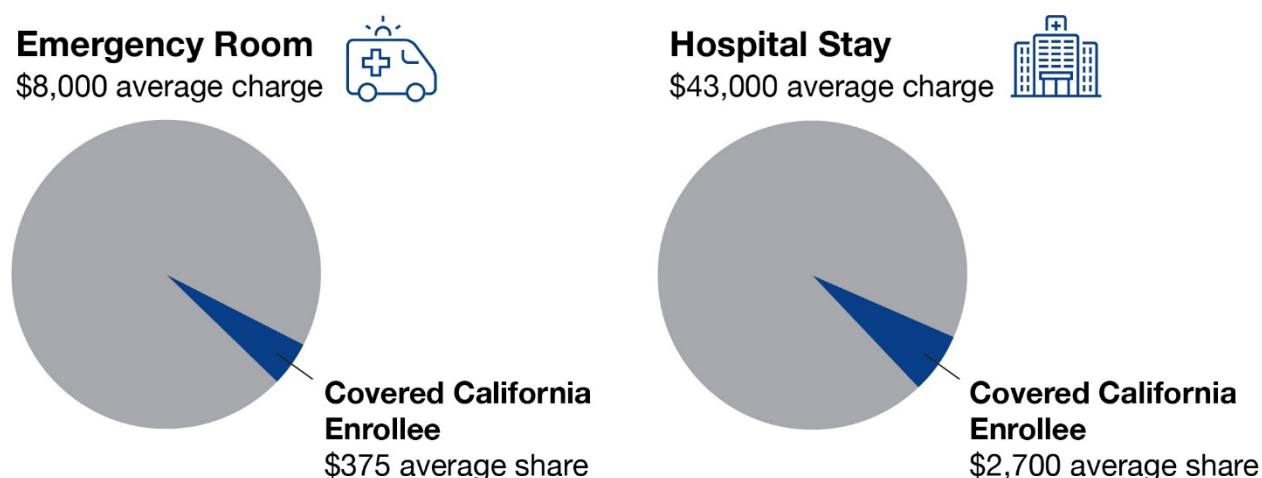 Emergency Room
$8,000 average charge
Covered California
Enrollee
$375 average share
Hospital Stay
$43,000 average charge
Covered California
Enrollee
$2,700 average share